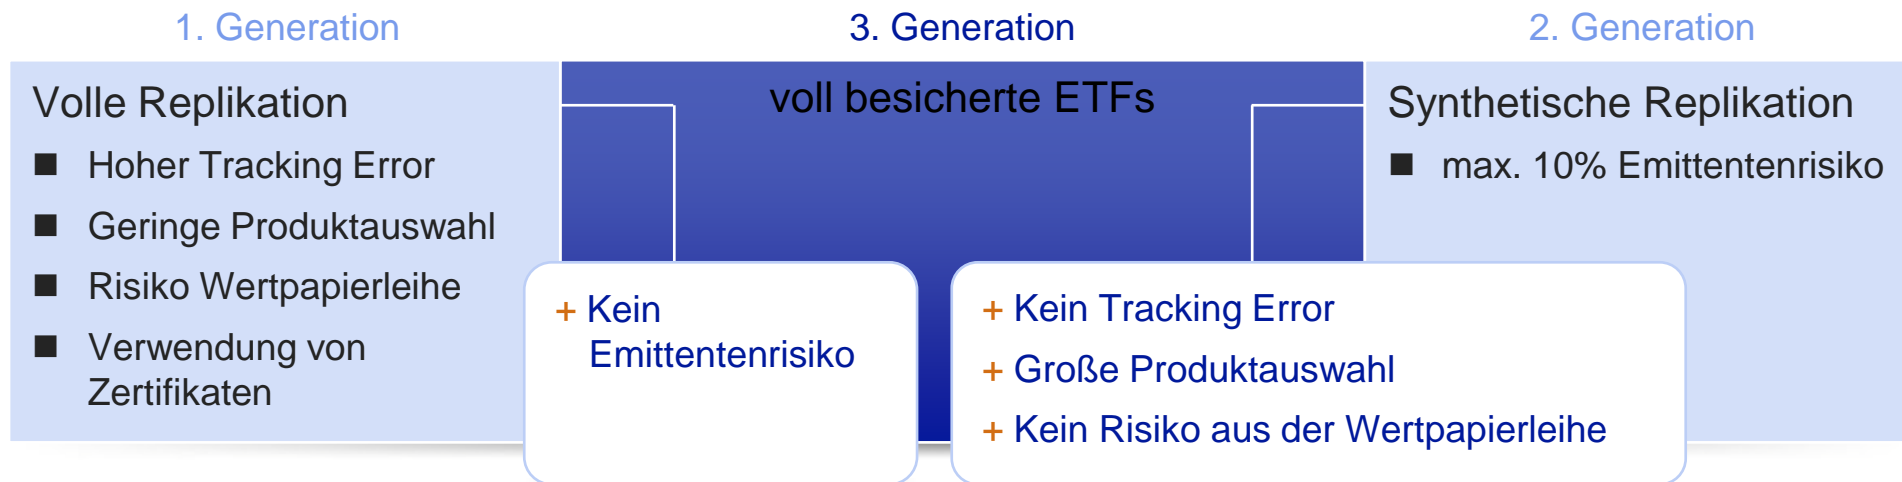 1. Generation
3. Generation
2. Generation
Volle Replikation
■ Hoher Tracking Error
■ Geringe Produktauswahl
■ Risiko Wertpapierleihe
■ Verwendung von
Zertifikaten
voll besicherte ETFs
+ Kein
Emittentenrisiko
+ Kein Tracking Error
+ Große Produktauswahl
+ Kein Risiko aus der Wertpapierleihe
Synthetische Replikation
■ max. 10% Emittentenrisiko